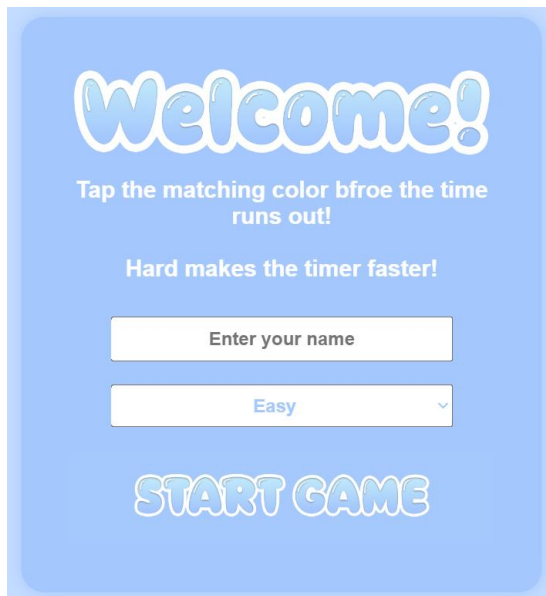 Welcome!
Tap the matching color bfroe the time
runs out!
Hard makes the timer faster!
Enter your name
Easy
START GAME